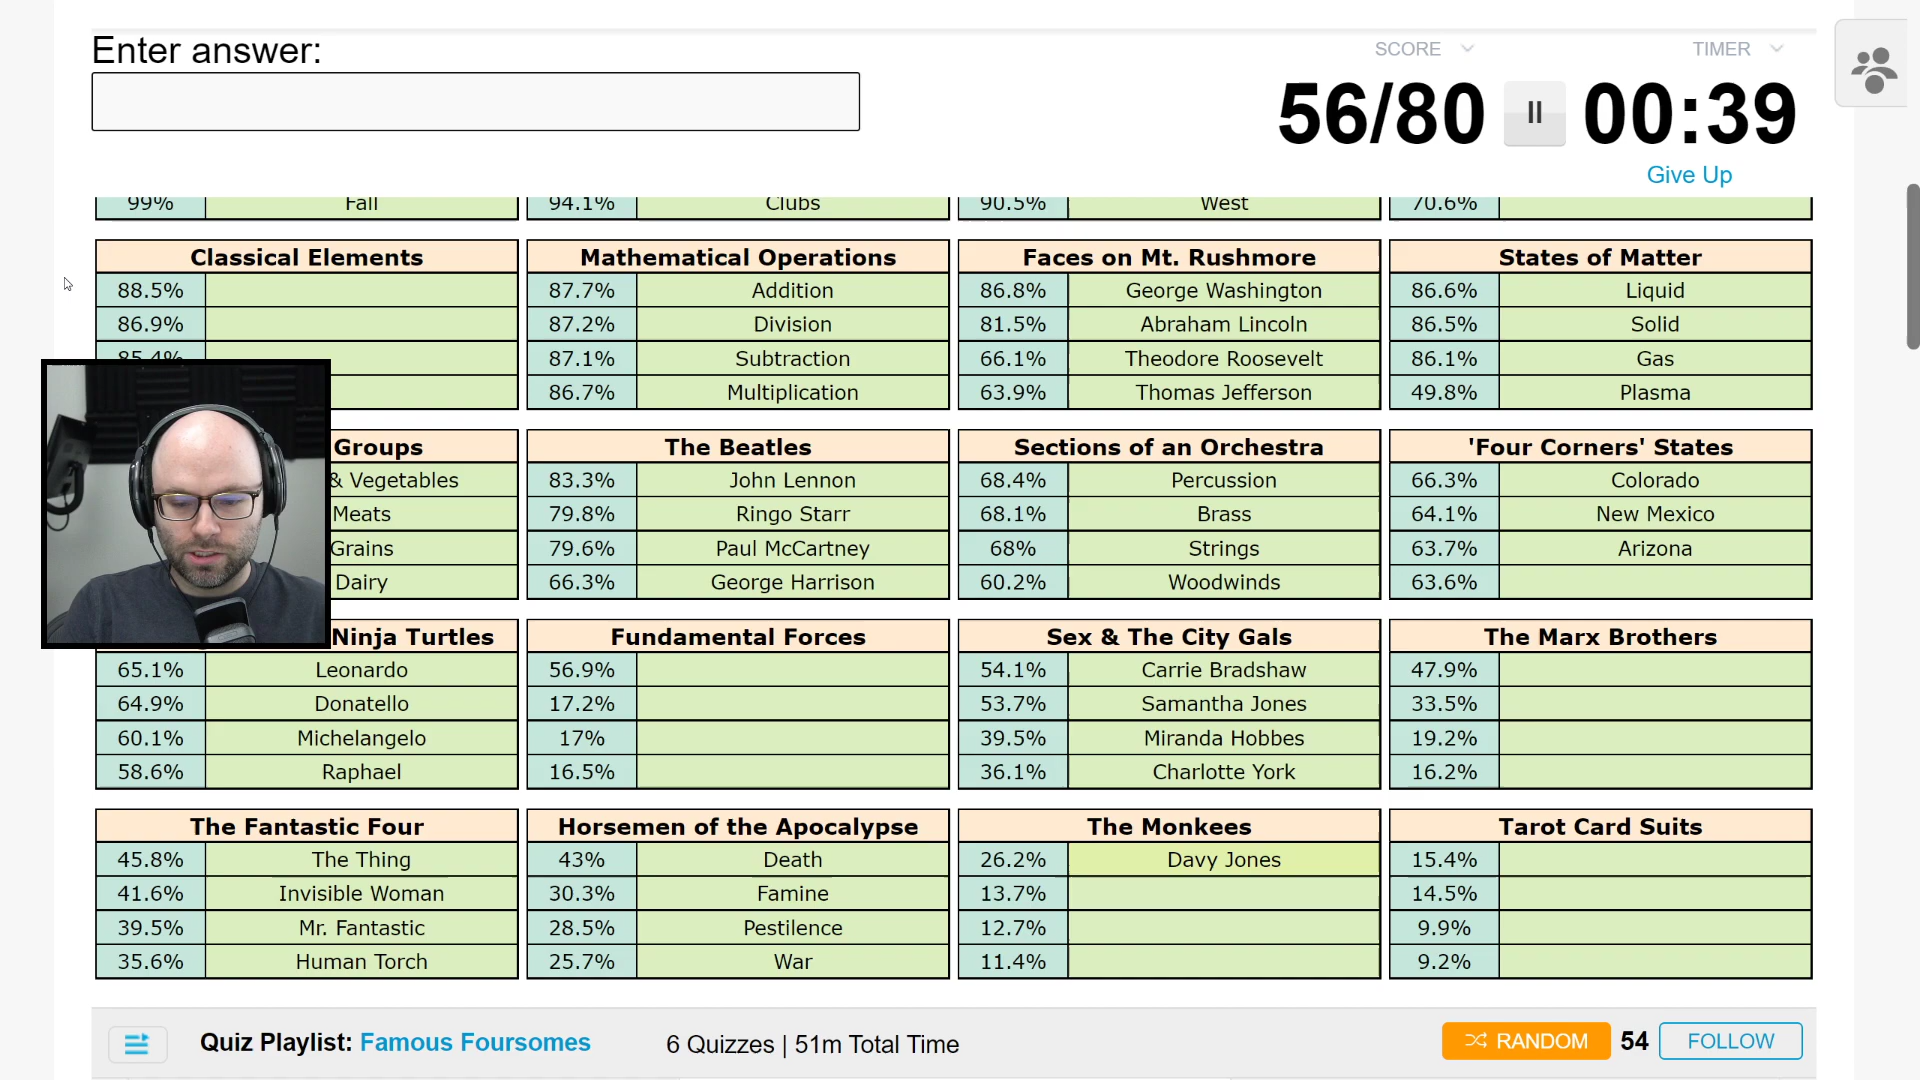 Enter answer:
SCORE
TIMER
56/80
00:39
Give Up
99% Fall 94.1% Clubs 90.5% West 70.6%
Classical Elements Mathematical Operations Faces on Mt. Rushmore States of Matter
88.5% 87.7% Addition 86.8% George Washington 86.6% Liquid
86.9% 87.2% Division 81.5% Abraham Lincoln 86.5% Solid
85.4% 87.1% Subtraction 66.1% Theodore Roosevelt 86.1% Gas
86.7% Multiplication 63.9% Thomas Jefferson 49.8% Plasma
Groups The Beatles Sections of an Orchestra 'Four Corners' States
& Vegetables 83.3% John Lennon 68.4% Percussion 66.3% Colorado
Meats 79.8% Ringo Starr 68.1% Brass 64.1% New Mexico
Grains 79.6% Paul McCartney 68% Strings 63.7% Arizona
Dairy 66.3% George Harrison 60.2% Woodwinds 63.6%
Ninja Turtles Fundamental Forces Sex & The City Gals The Marx Brothers
65.1% Leonardo 56.9% 54.1% Carrie Bradshaw 47.9%
64.9% Donatello 17.2% 53.7% Samantha Jones 33.5%
60.1% Michelangelo 17% 39.5% Miranda Hobbes 19.2%
58.6% Raphael 16.5% 36.1% Charlotte York 16.2%
The Fantastic Four Horsemen of the Apocalypse The Monkees Tarot Card Suits
45.8% The Thing 43% Death 26.2% Davy Jones 15.4%
41.6% Invisible Woman 30.3% Famine 13.7% 14.5%
39.5% Mr. Fantastic 28.5% Pestilence 12.7% 9.9%
35.6% Human Torch 25.7% War 11.4% 9.2%
Quiz Playlist: Famous Foursomes 6 Quizzes | 51m Total Time RANDOM 54 FOLLOW